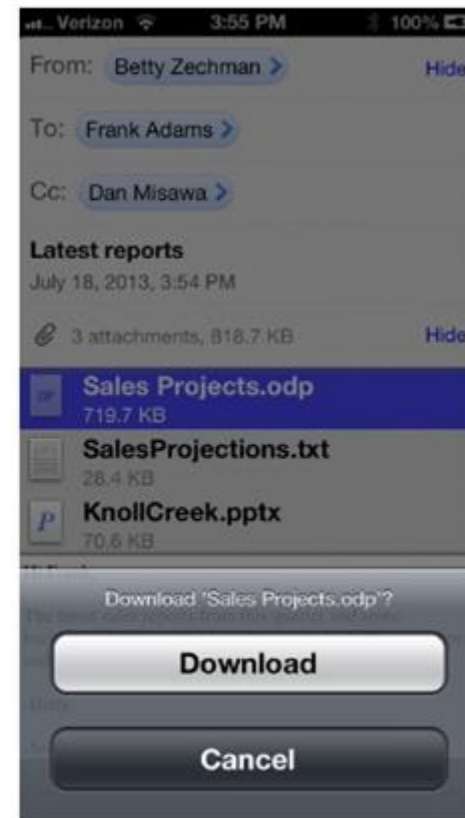 Verizon 3:55 PM 100%
From: Betty Zechman > Hide
To: Frank Adams >
Cc: Dan Misawa >
Latest reports
July 18, 2013, 3:54 PM
3 attachments, 818.7 KB Hide
Sales Projects.odp
719.7 KB
SalesProjections.txt
28.4 KB
P KnollCreek.pptx
70.6 KB
Download 'Sales Projects.odp'?
Download
Cancel